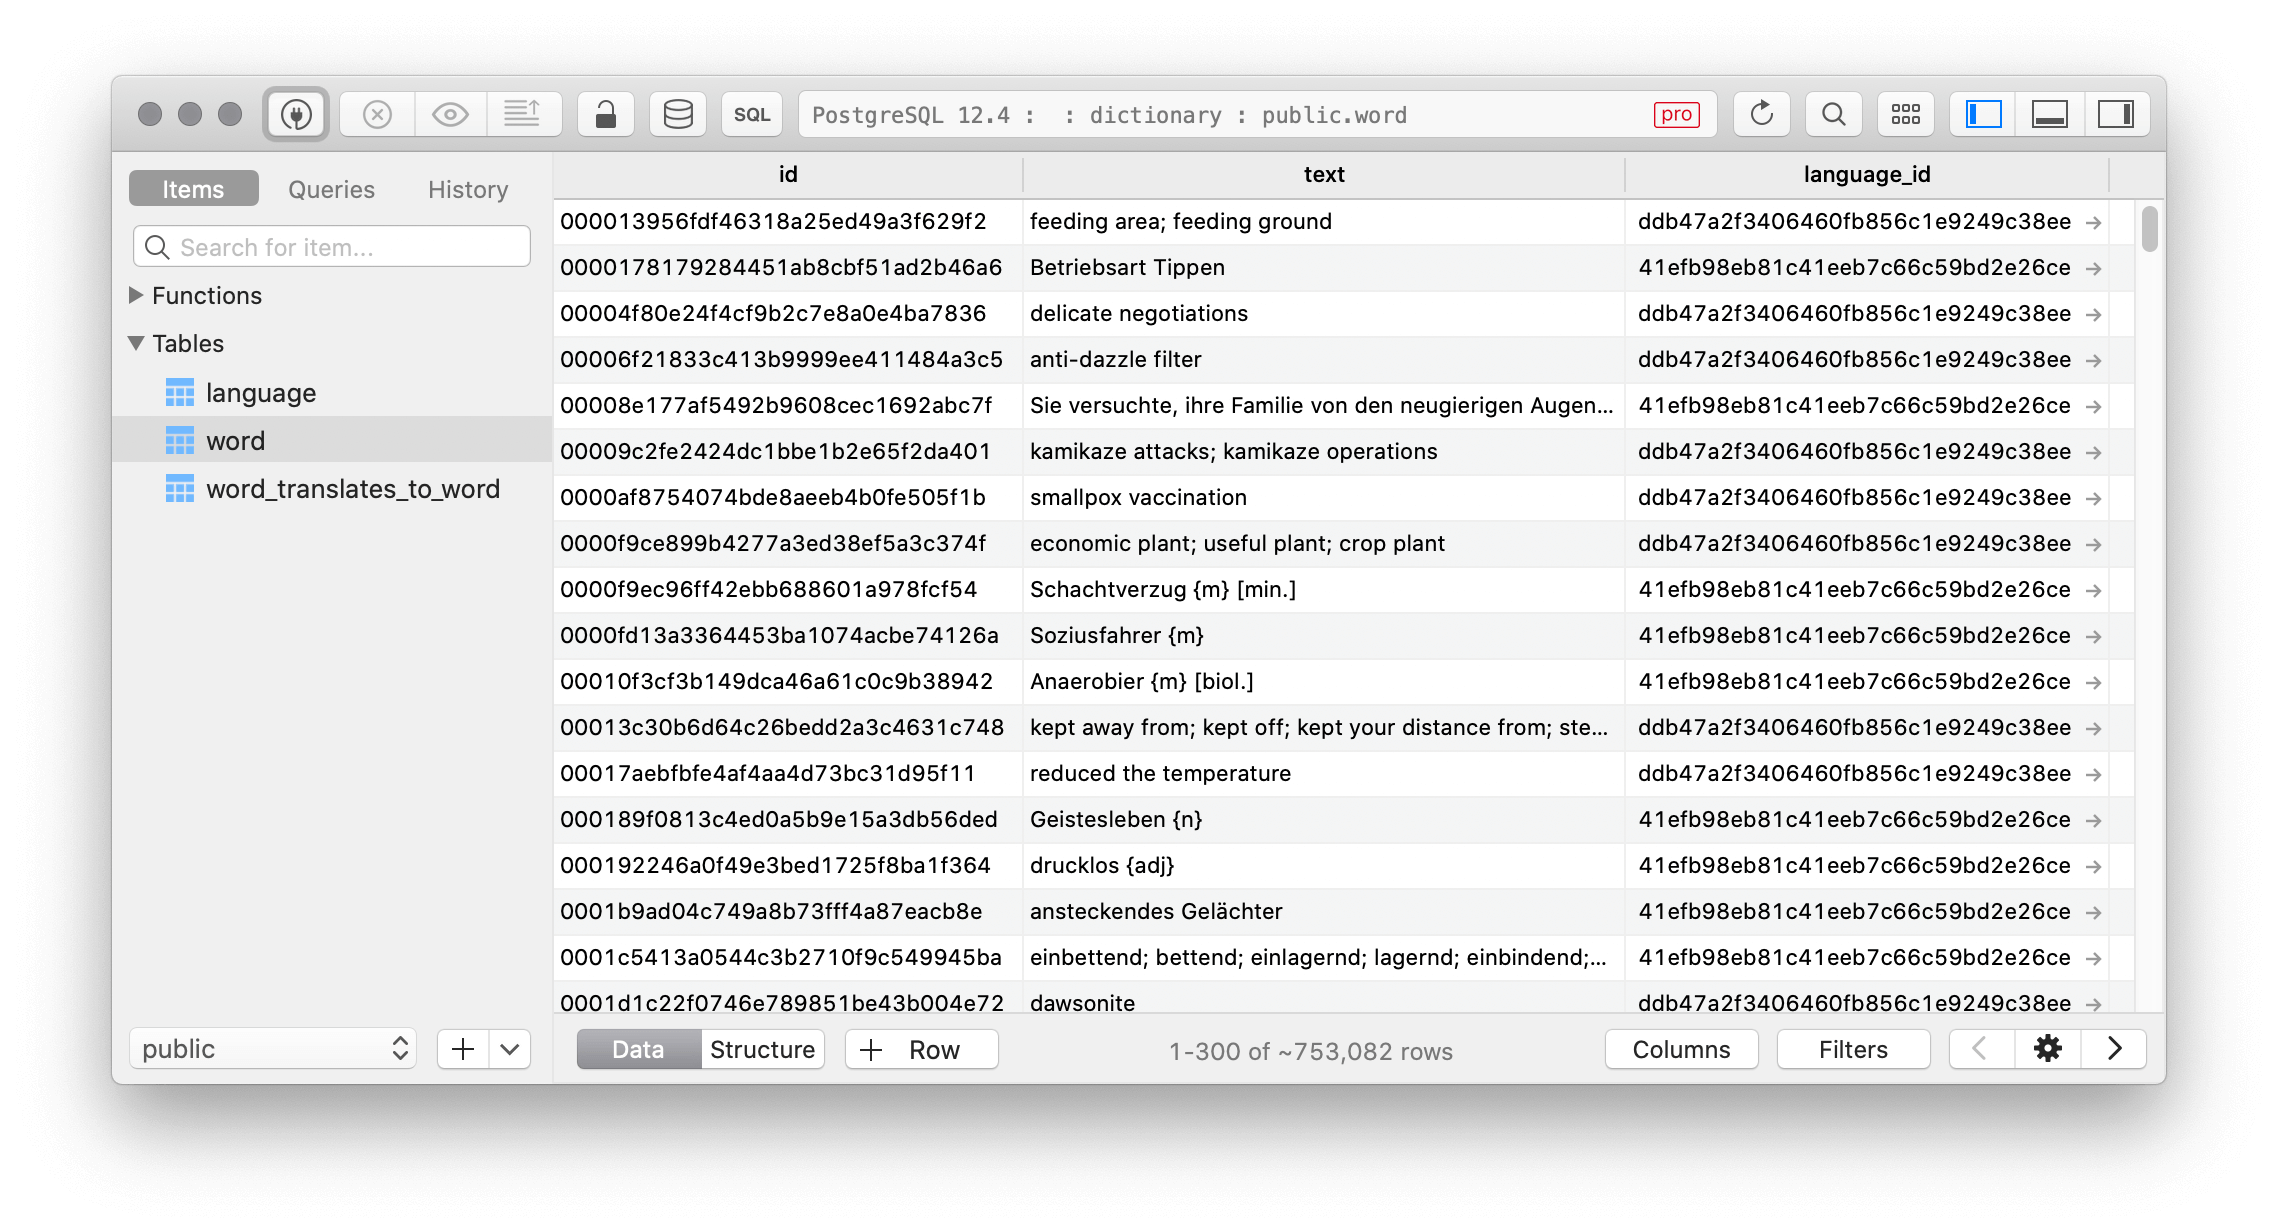 SQL PostgreSQL 12.4 :  : dictionary : public.word pro
Items Queries History
Search for item...
Functions
Tables
language
word
word_translates_to_word
public
id text language_id
000013956fdf46318a25ed49a3f629f2 feeding area; feeding ground ddb47a2f3406460fb856c1e9249c38ee →
0000178179284451ab8cbf51ad2b46a6 Betriebsart Tippen 41efb98eb81c41eeb7c66c59bd2e26ce →
00004f80e24f4cf9b2c7e8a0e4ba7836 delicate negotiations ddb47a2f3406460fb856c1e9249c38ee →
00006f21833c413b9999ee411484a3c5 anti-dazzle filter ddb47a2f3406460fb856c1e9249c38ee →
00008e177af5492b9608cec1692abc7f Sie versuchte, ihre Familie von den neugierigen Augen... 41efb98eb81c41eeb7c66c59bd2e26ce →
00009c2fe2424dc1bbe1b2e65f2da401 kamikaze attacks; kamikaze operations ddb47a2f3406460fb856c1e9249c38ee →
0000af8754074bde8aeeb4b0fe505f1b smallpox vaccination ddb47a2f3406460fb856c1e9249c38ee →
0000f9ce899b4277a3ed38ef5a3c374f economic plant; useful plant; crop plant ddb47a2f3406460fb856c1e9249c38ee →
0000f9ec96ff42ebb688601a978fcf54 Schachtverzug {m} [min.] 41efb98eb81c41eeb7c66c59bd2e26ce →
0000fd13a3364453ba1074acbe74126a Soziusfahrer {m} 41efb98eb81c41eeb7c66c59bd2e26ce →
00010f3cf3b149dca46a61c0c9b38942 Anaerobier {m} [biol.] 41efb98eb81c41eeb7c66c59bd2e26ce →
00013c30b6d64c26bedd2a3c4631c748 kept away from; kept off; kept your distance from; ste... ddb47a2f3406460fb856c1e9249c38ee →
00017aebfbfe4af4aa4d73bc31d95f11 reduced the temperature ddb47a2f3406460fb856c1e9249c38ee →
000189f0813c4ed0a5b9e15a3db56ded Geistesleben {n} 41efb98eb81c41eeb7c66c59bd2e26ce →
000192246a0f49e3bed1725f8ba1f364 drucklos {adj} 41efb98eb81c41eeb7c66c59bd2e26ce →
0001b9ad04c749a8b73fff4a87eacb8e ansteckendes Gelächter 41efb98eb81c41eeb7c66c59bd2e26ce →
0001c5413a0544c3b2710f9c549945ba einbettend; bettend; einlagernd; lagernd; einbindend;... 41efb98eb81c41eeb7c66c59bd2e26ce →
0001d1c22f0746e789851be43b004e72 dawsonite ddb47a2f3406460fb856c1e9249c38ee →
Data Structure + Row 1-300 of ~753,082 rows Columns Filters